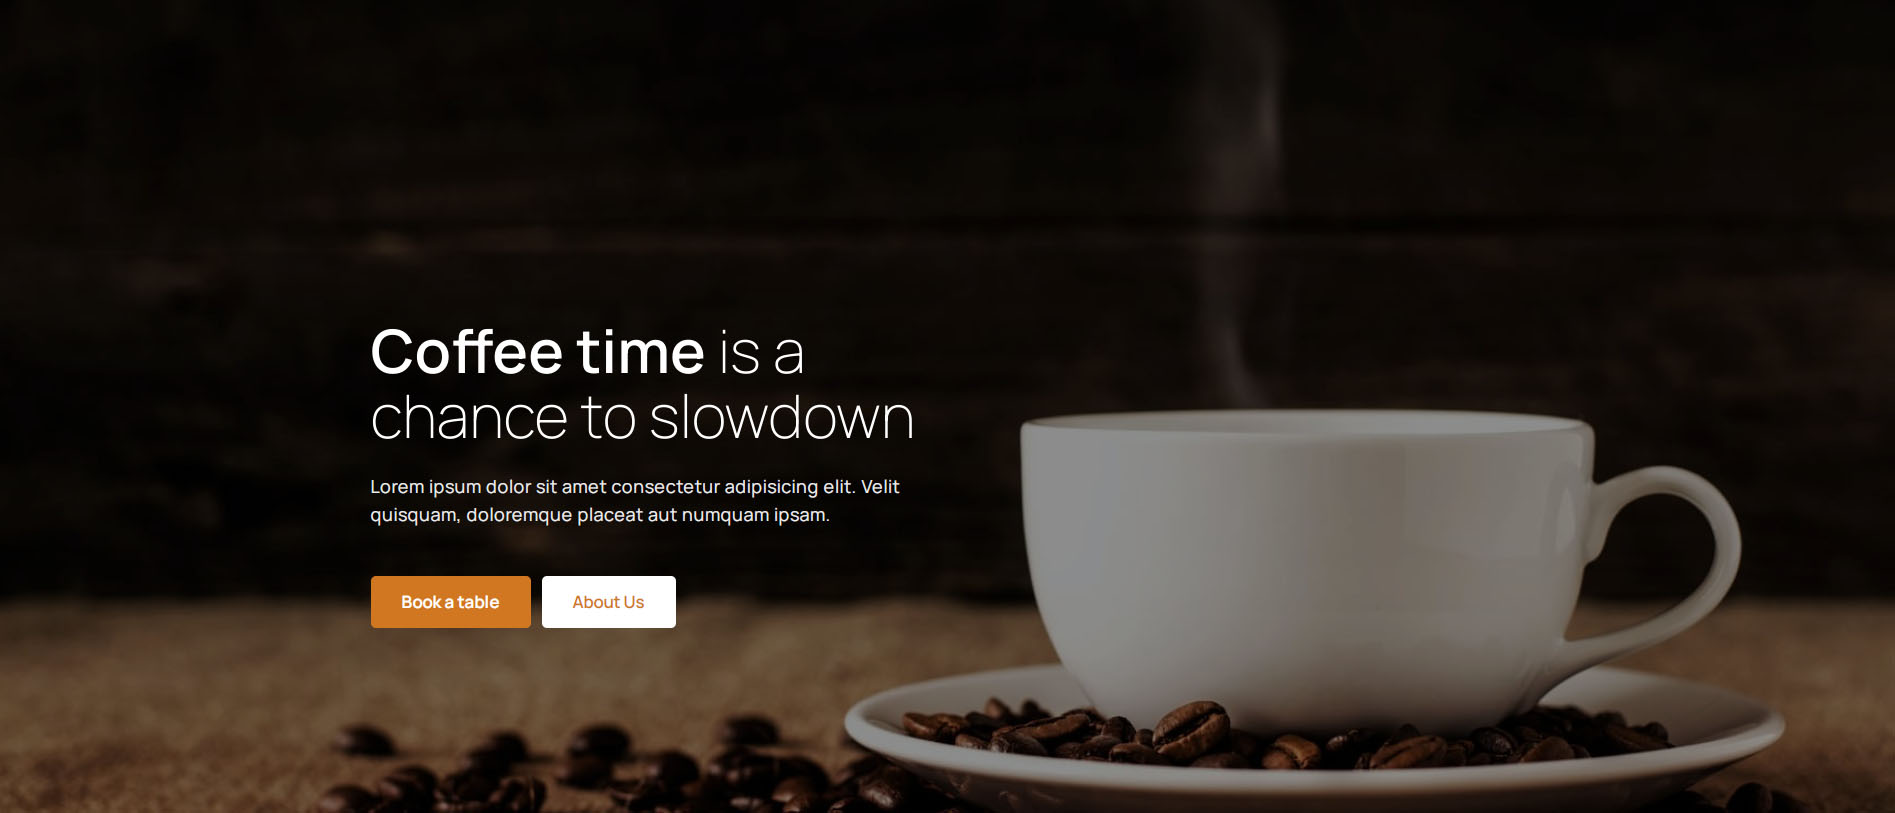 Coffee time is a
chance to slowdown
Lorem ipsum dolor sit amet consectetur adipisicing elit. Velit
quisquam, doloremque placeat aut numquam ipsam.
Book a table About Us